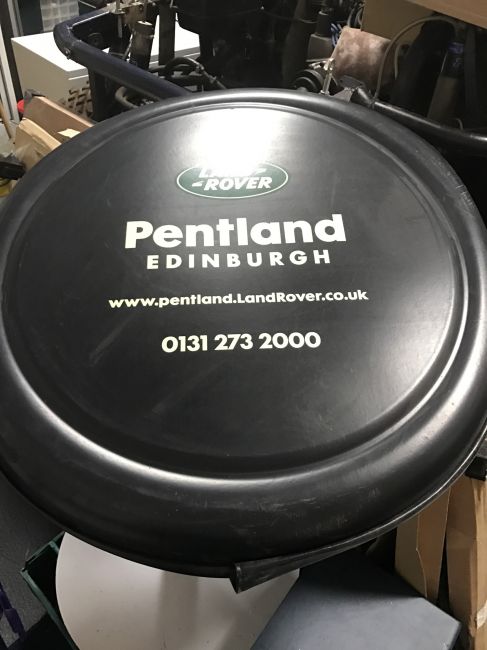 LAND
ROVER
Pentland
EDINBURGH
www.pentland.LandRover.co.uk
0131 273 2000